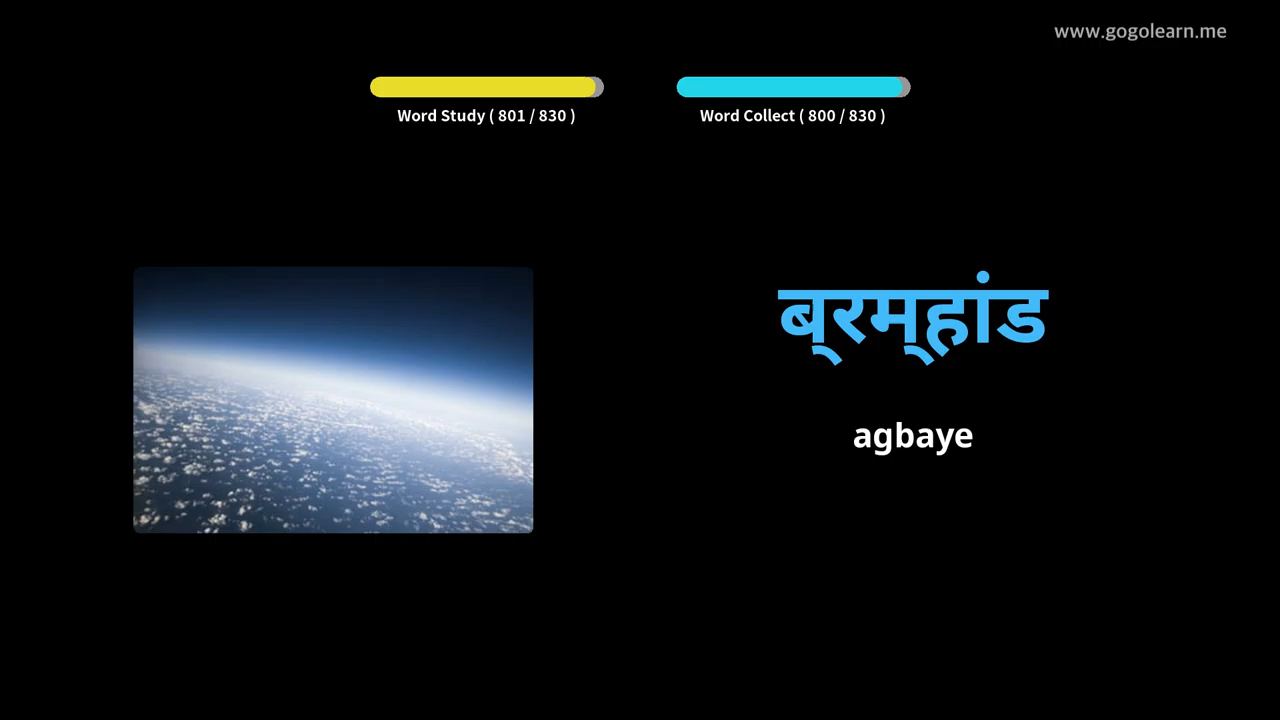 www.gogolearn.me
Word Study ( 801 / 830 )
Word Collect ( 800 / 830 )
ब्‌रम्‌हांड
agbaye